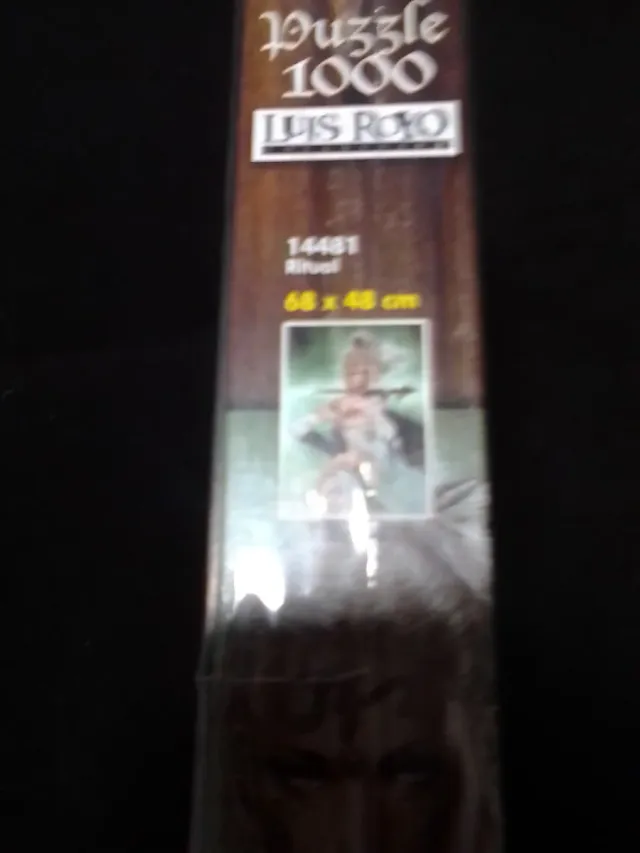 Puzzle
1000
LUIS ROYO
14481
Ritual
68 x 48 cm